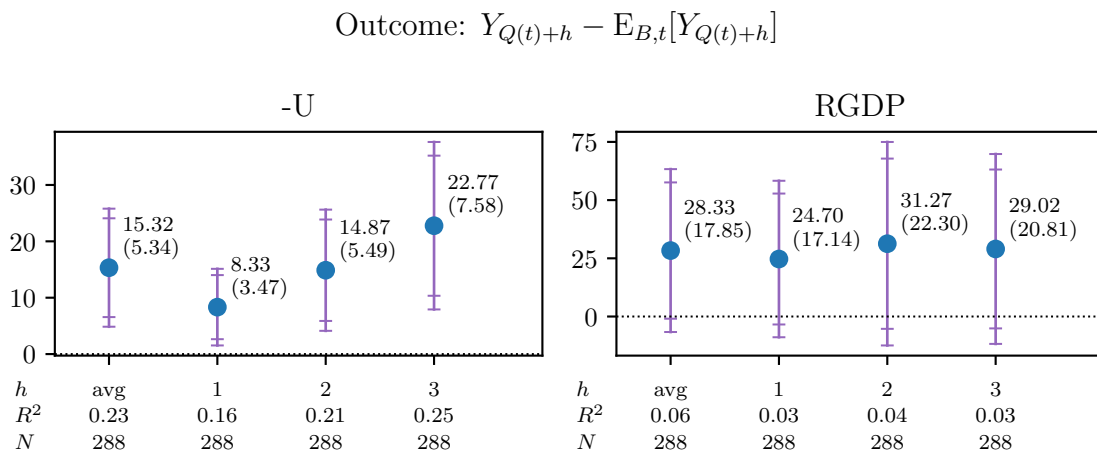 Outcome: $Y_{Q(t)+h} - \mathrm{E}_{B,t}[Y_{Q(t)+h}]$
-U
30
20
10
0
15.32
(5.34)
8.33
(3.47)
14.87
(5.49)
22.77
(7.58)
h avg 1 2 3
R² 0.23 0.16 0.21 0.25
N 288 288 288 288
RGDP
75
50
25
0
28.33
(17.85)
24.70
(17.14)
31.27
(22.30)
29.02
(20.81)
h avg 1 2 3
R² 0.06 0.03 0.04 0.03
N 288 288 288 288